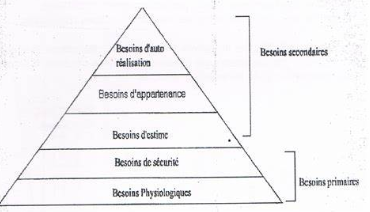 Besoins d'auto
réalisation
Besoins secondaires
Besoins d'appartenance
Besoins d'estime
Besoins de sécurité
Besoins primaires
Besoins Physiologiques